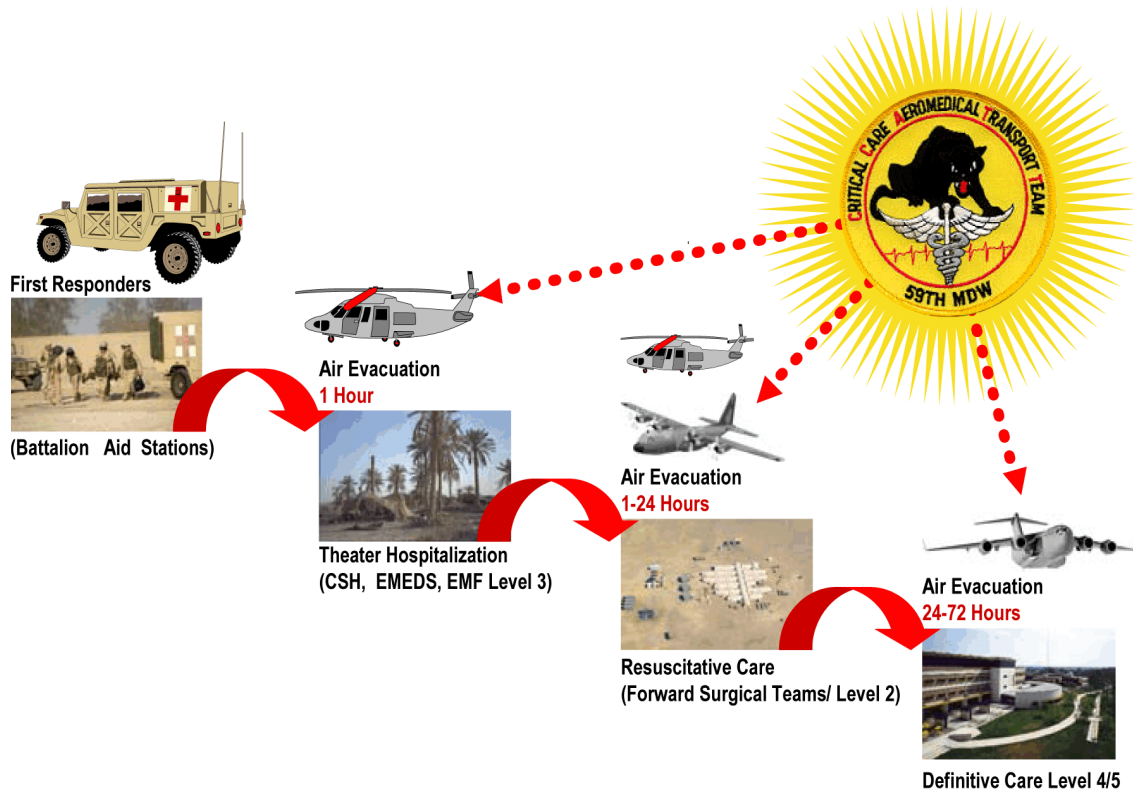 CRITICAL CARE AEROMEDICAL TRANSPORT TEAM
59TH MDW
First Responders
(Battalion Aid Stations)
Air Evacuation
1 Hour
Theater Hospitalization
(CSH, EMEDS, EMF Level 3)
Air Evacuation
1-24 Hours
Resuscitative Care
(Forward Surgical Teams/ Level 2)
Air Evacuation
24-72 Hours
Definitive Care Level 4/5